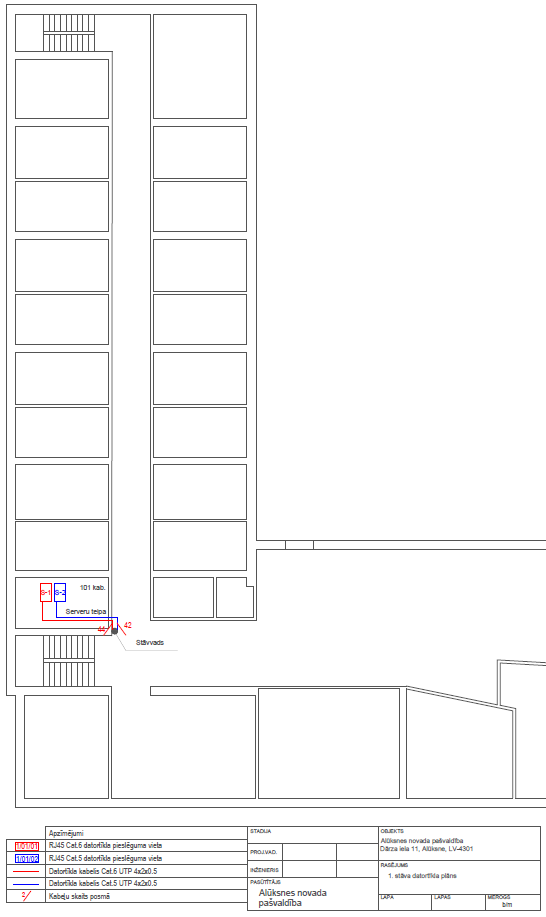 101 kab.
S-1
S-2
Serveru telpa
44
42
Stāvvads
Apzīmējumi
1/01/01
RJ45 Cat.6 datortīkla pieslēguma vieta
1/01/02
RJ45 Cat.5 datortīkla pieslēguma vieta
Datortīkla kabelis Cat.6 UTP 4x2x0.5
Datortīkla kabelis Cat.5 UTP 4x2x0.5
2
Kabeļu skaits posmā
STADIJA
PROJ.VAD.
INŽENIERIS
PASŪTĪTĀJS
Alūksnes novada
pašvaldība
OBJEKTS
Alūksnes novada pašvaldība
Dārza iela 11, Alūksne, LV-4301
RASĒJUMS
1. stāva datortīkla plāns
LAPA
LAPAS
MĒROGS
b/m